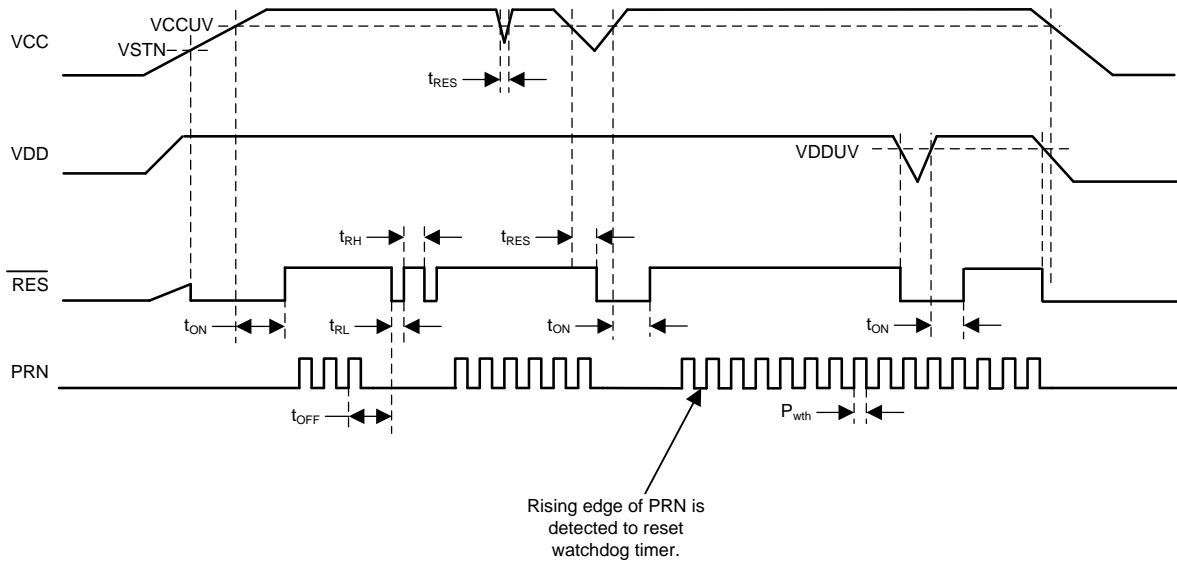 VCCUV
VCC
VSTN
tRES
VDD
VDDUV
tRH
tRES
RES
tON
tRL
tON
tON
PRN
tOFF
Pwth
Rising edge of PRN is
detected to reset
watchdog timer.